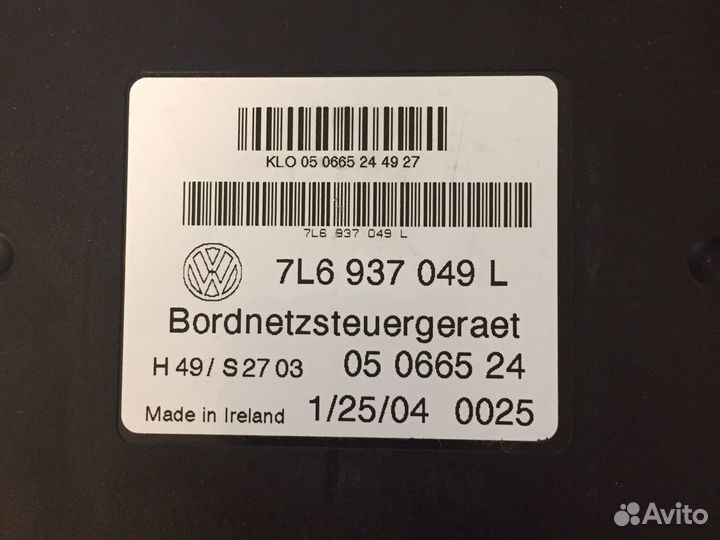 KLO 05 0665 24 49 27
7L6 937 049 L
7L6 937 049 L
Bordnetzsteuergeraet
H 49/ S 27 03 05 0665 24
Made in Ireland 1/25/04 0025
Avito